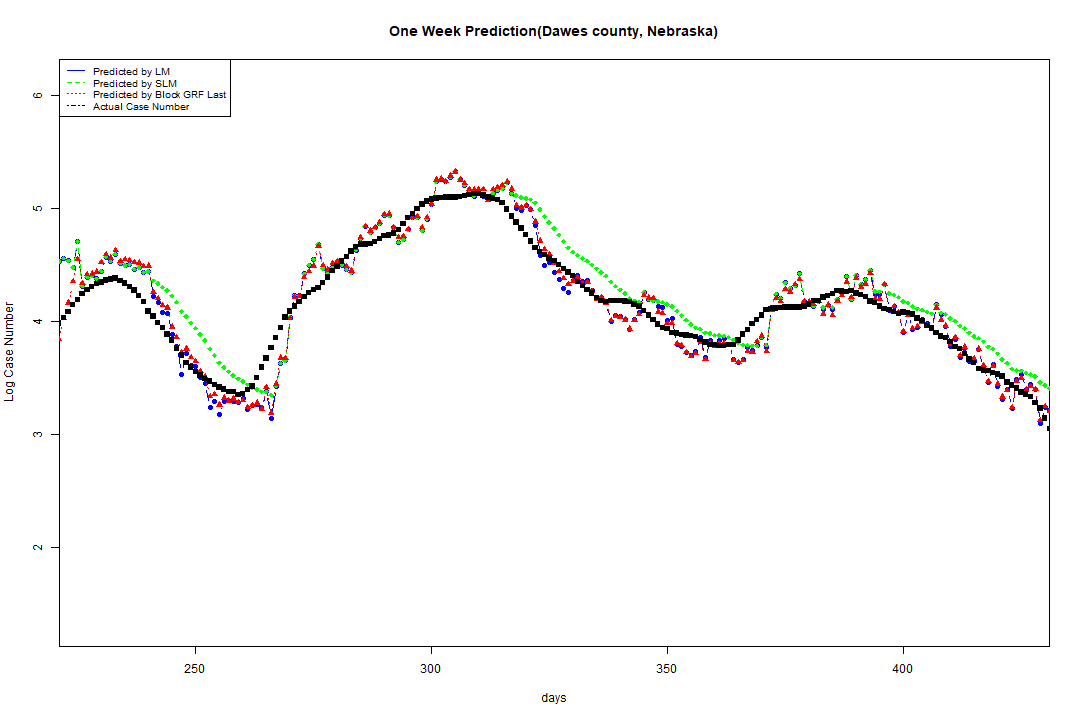 One Week Prediction(Dawes county, Nebraska)
Predicted by LM
Predicted by SLM
Predicted by Block GRF Last
Actual Case Number
6
5
4
3
2
Log Case Number
250 300 350 400
days